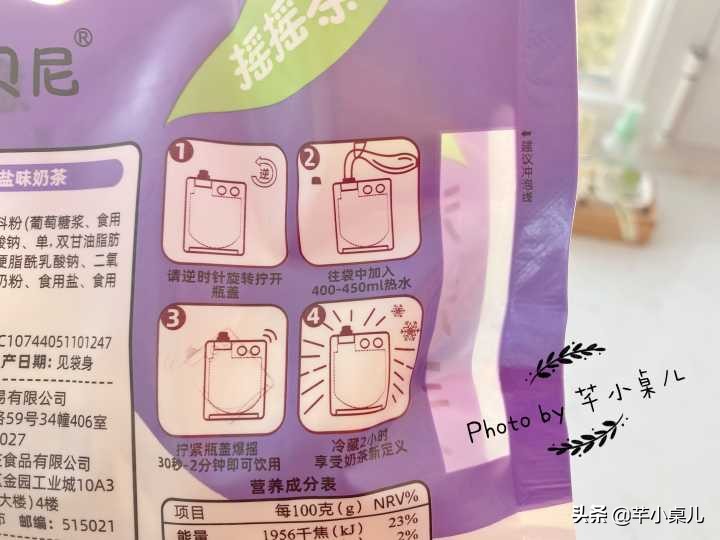 贝尼®
摇摇茶
盐味奶茶
料粉(葡萄糖浆、食用
酸钠、单,双甘油脂肪
硬脂酰乳酸钠、二氧
奶粉、食用盐、食用
C10744051101247
产日期:见袋身
易有限公司
路59号34幢406室
0027
庄食品有限公司
区金园工业城10A3
大楼)4楼
市 邮编:515021
1
逆
请逆时针旋转拧开
瓶盖
2
往袋中加入
400-450ml热水
3
拧紧瓶盖爆摇
30秒-2分钟即可饮用
4
冷藏2小时
享受奶茶新定义
营养成分表
项目 每100克(g) NRV%
能量 1956千焦(kJ) 23%
2%
建议冲泡线
Photo by 芊小桌儿
头条 @芊小桌儿